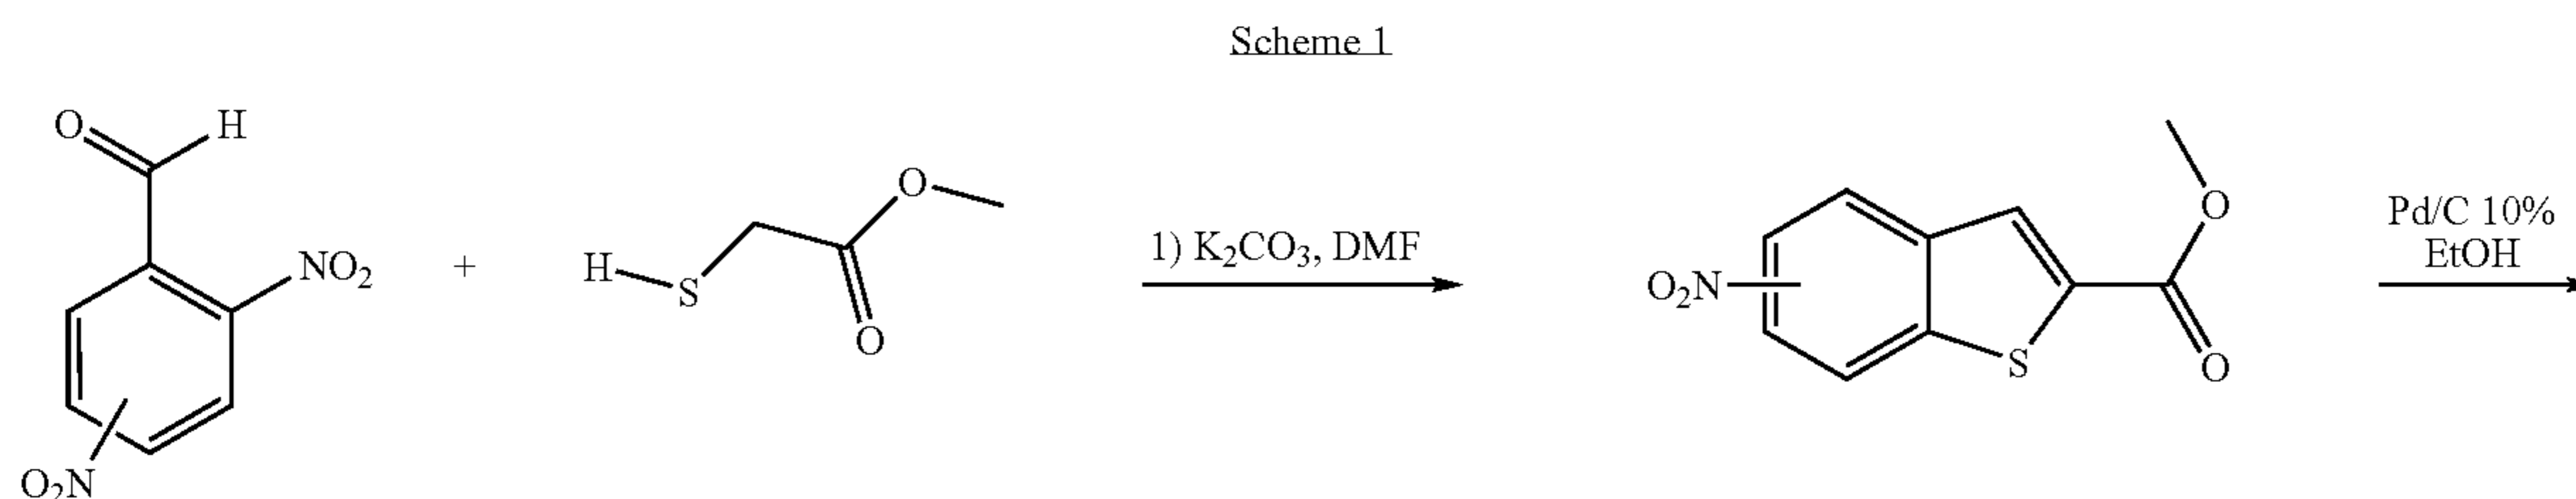 Scheme 1
O
H
NO₂
O₂N
+
H
S
O
O
1) K₂CO₃, DMF
O₂N
S
O
O
Pd/C 10%
EtOH